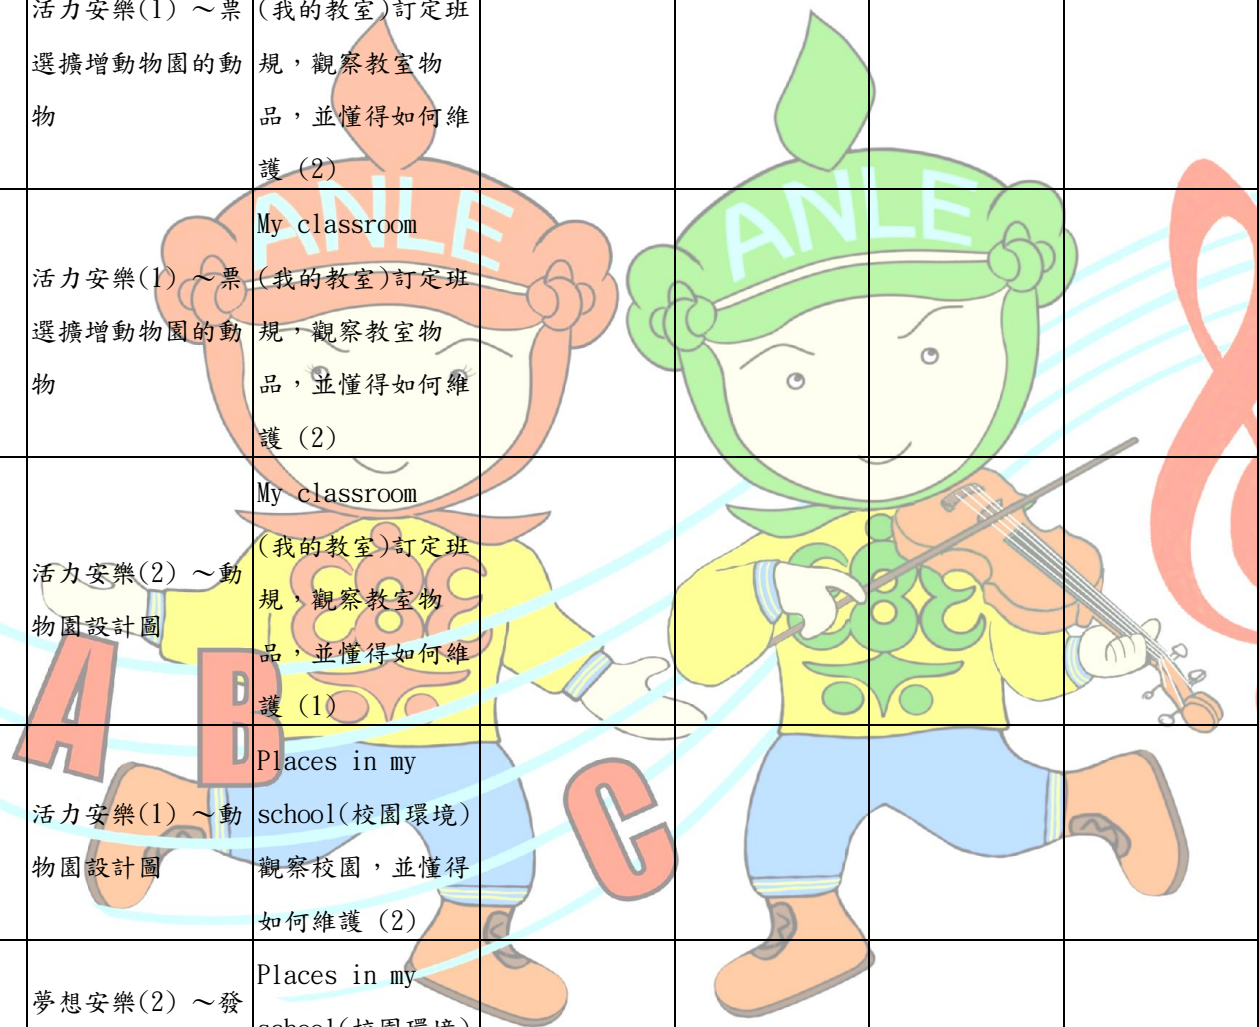 活力安樂(1) ～票
選擴增動物園的動
物
(我的教室)訂定班
規，觀察教室物
品，並懂得如何維
護 (2)
活力安樂(1) ～票
選擴增動物園的動
物
My classroom
(我的教室)訂定班
規，觀察教室物
品，並懂得如何維
護 (2)
活力安樂(2) ～動
物園設計圖
My classroom
(我的教室)訂定班
規，觀察教室物
品，並懂得如何維
護 (1)
活力安樂(1) ～動
物園設計圖
Places in my
school(校園環境)
觀察校園，並懂得
如何維護 (2)
夢想安樂(2) ～發
Places in my
school(校園環境)
ANLE
ANLE
A B C